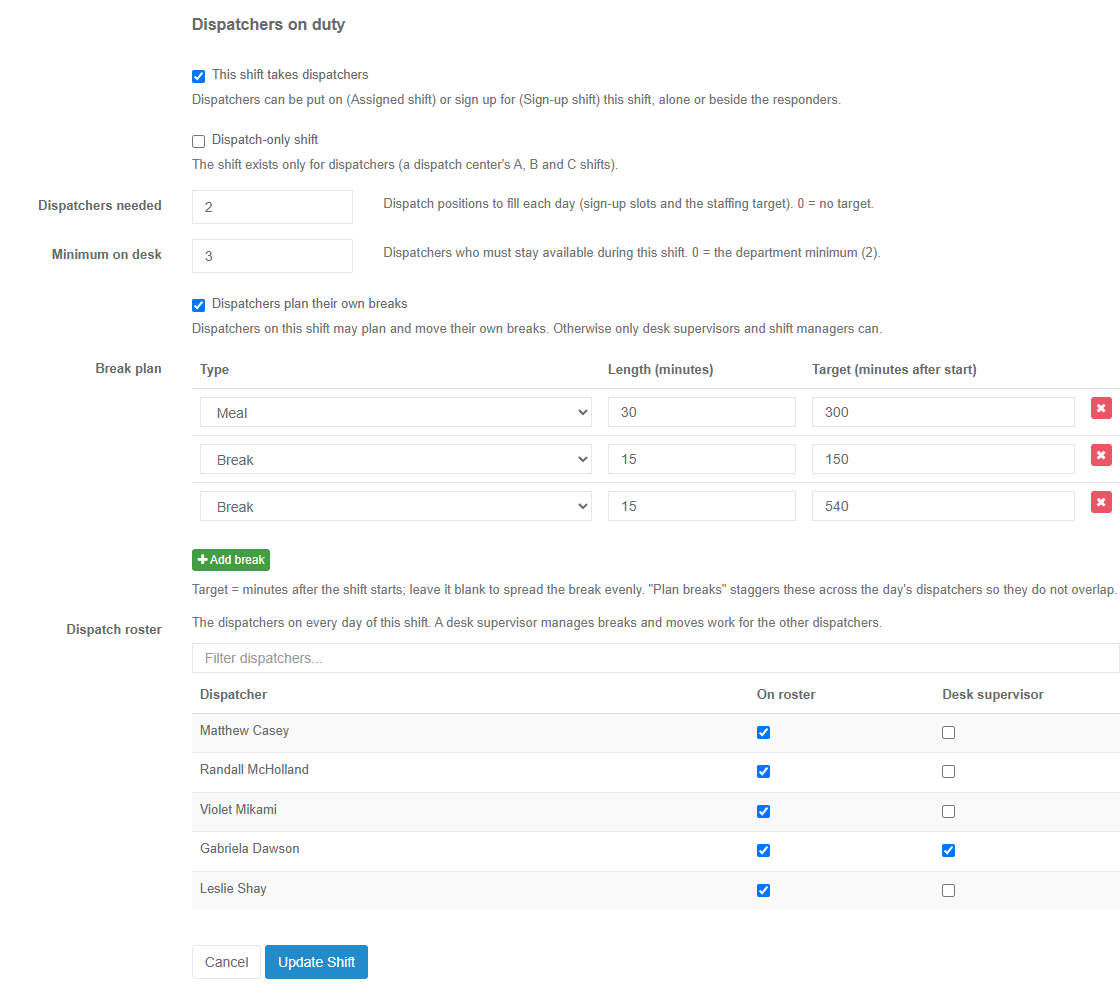 Dispatchers on duty
This shift takes dispatchers
Dispatchers can be put on (Assigned shift) or sign up for (Sign-up shift) this shift, alone or beside the responders.
Dispatch-only shift
The shift exists only for dispatchers (a dispatch center's A, B and C shifts).
Dispatchers needed 2 Dispatch positions to fill each day (sign-up slots and the staffing target). 0 = no target.
Minimum on desk 3 Dispatchers who must stay available during this shift. 0 = the department minimum (2).
Dispatchers plan their own breaks
Dispatchers on this shift may plan and move their own breaks. Otherwise only desk supervisors and shift managers can.
Break plan Type Length (minutes) Target (minutes after start)
Meal 30 300
Break 15 150
Break 15 540
Add break
Target = minutes after the shift starts; leave it blank to spread the break evenly. "Plan breaks" staggers these across the day's dispatchers so they do not overlap.
Dispatch roster The dispatchers on every day of this shift. A desk supervisor manages breaks and moves work for the other dispatchers.
Filter dispatchers...
Dispatcher On roster Desk supervisor
Matthew Casey
Randall McHolland
Violet Mikami
Gabriela Dawson
Leslie Shay
Cancel Update Shift